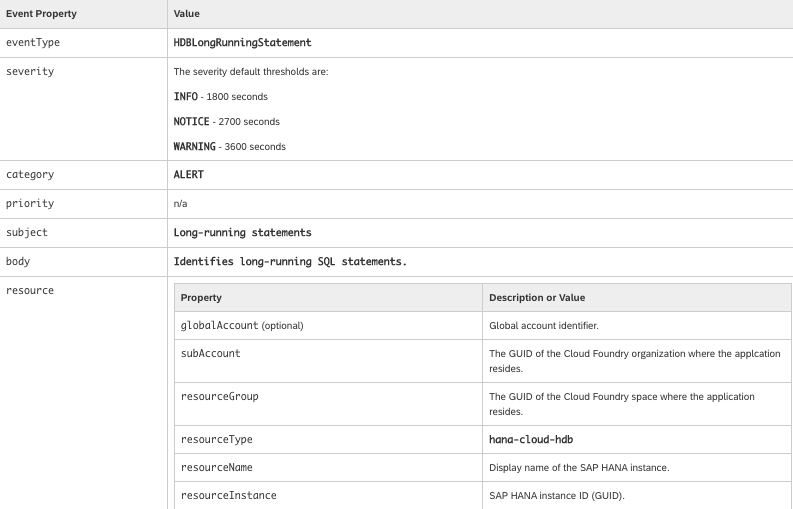 Event Property Value
eventType HDBLongRunningStatement
severity The severity default thresholds are:
INFO - 1800 seconds
NOTICE - 2700 seconds
WARNING - 3600 seconds
category ALERT
priority n/a
subject Long-running statements
body Identifies long-running SQL statements.
resource
Property Description or Value
globalAccount (optional) Global account identifier.
subAccount The GUID of the Cloud Foundry organization where the applcation
resides.
resourceGroup The GUID of the Cloud Foundry space where the application
resides.
resourceType hana-cloud-hdb
resourceName Display name of the SAP HANA instance.
resourceInstance SAP HANA instance ID (GUID).